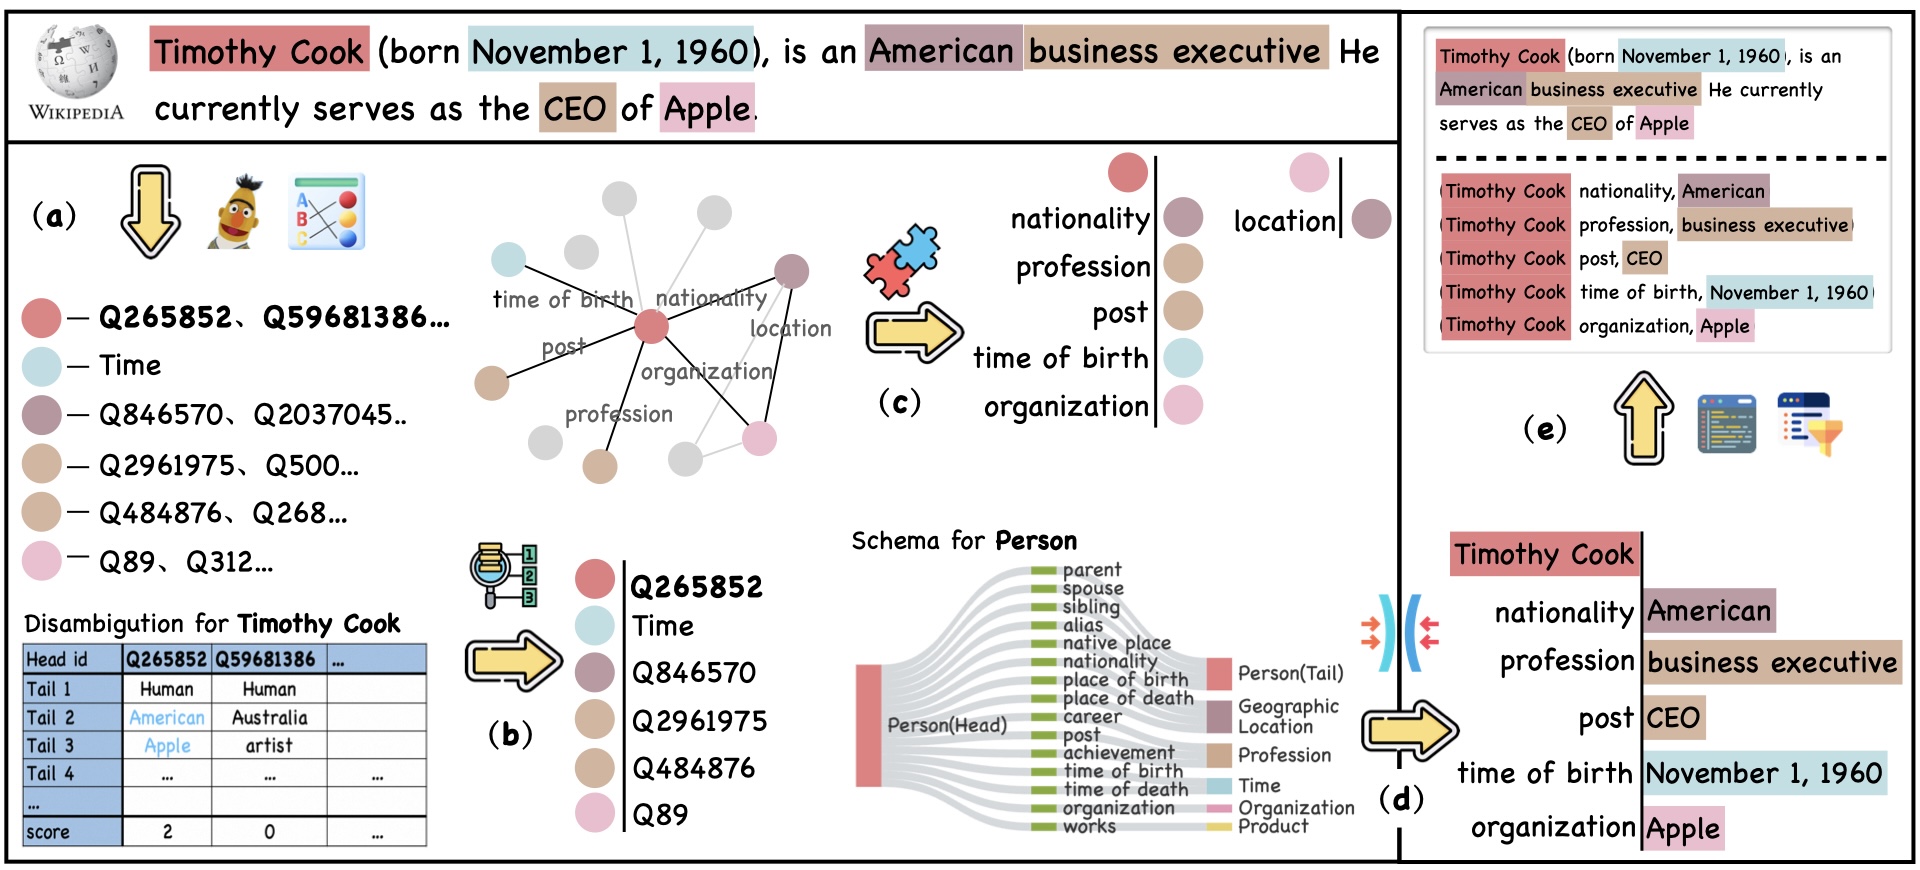 WIKIPEDIA
Timothy Cook (born November 1, 1960), is an American business executive He
currently serves as the CEO of Apple.
(a)
A
B
C
Q265852、Q59681386...
Time
Q846570、Q2037045..
Q2961975、Q500...
Q484876、Q268...
Q89、Q312...
Disambigution for Timothy Cook
Head id Q265852 Q59681386 ...
Tail 1 Human Human
Tail 2 American Australia
Tail 3 Apple artist
Tail 4 ... ... ...
...
score 2 0 ...
time of birth
nationality
location
post
organization
profession
1
2
3
(b)
Q265852
Time
Q846570
Q2961975
Q484876
Q89
(c)
nationality
profession
post
time of birth
organization
location
Schema for Person
Person(Head)
parent
spouse
sibling
alias
native place
nationality
place of birth
place of death
career
post
achievement
time of birth
time of death
organization
works
Person(Tail)
Geographic
Location
Profession
Time
Organization
Product
(d)
Timothy Cook
nationality American
profession business executive
post CEO
time of birth November 1, 1960
organization Apple
(e)
Timothy Cook (born November 1, 1960), is an
American business executive He currently
serves as the CEO of Apple
(Timothy Cook nationality, American
(Timothy Cook profession, business executive)
(Timothy Cook post, CEO
(Timothy Cook time of birth, November 1, 1960)
(Timothy Cook organization, Apple